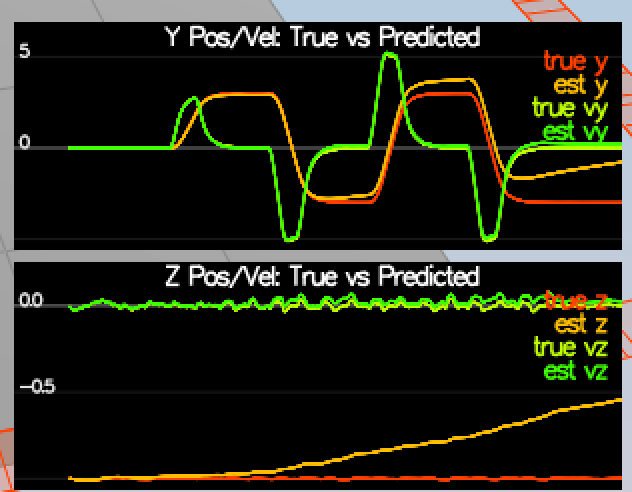 Y Pos/Vel: True vs Predicted
5
true y
est y
true vy
est vy
0
Z Pos/Vel: True vs Predicted
0.0
true z
est z
true vz
est vz
−0.5